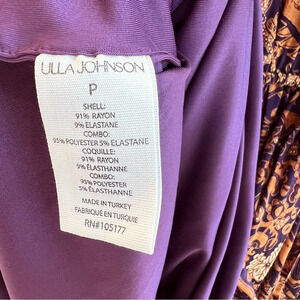 ULLA JOHNSON
P
SHELL:
91% RAYON
9% ELASTANE
COMBO:
95% POLYESTER 5% ELASTANE
COQUILLE:
91% RAYON
9% ÉLASTHANNE
COMBO:
95% POLYESTER
5% ÉLASTHANNE
MADE IN TURKEY
FABRIQUÉ EN TURQUIE
RN#105177